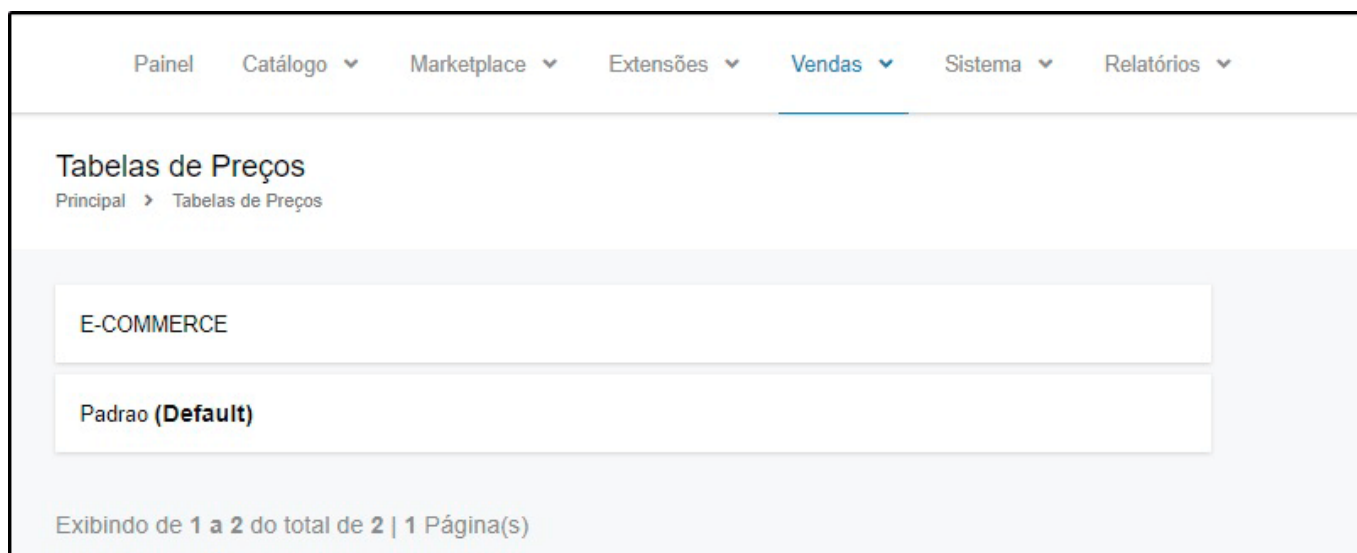 Painel Catálogo Marketplace Extensões Vendas Sistema Relatórios
Tabelas de Preços
Principal > Tabelas de Preços
E-COMMERCE
Padrao (Default)
Exibindo de 1 a 2 do total de 2 | 1 Página(s)